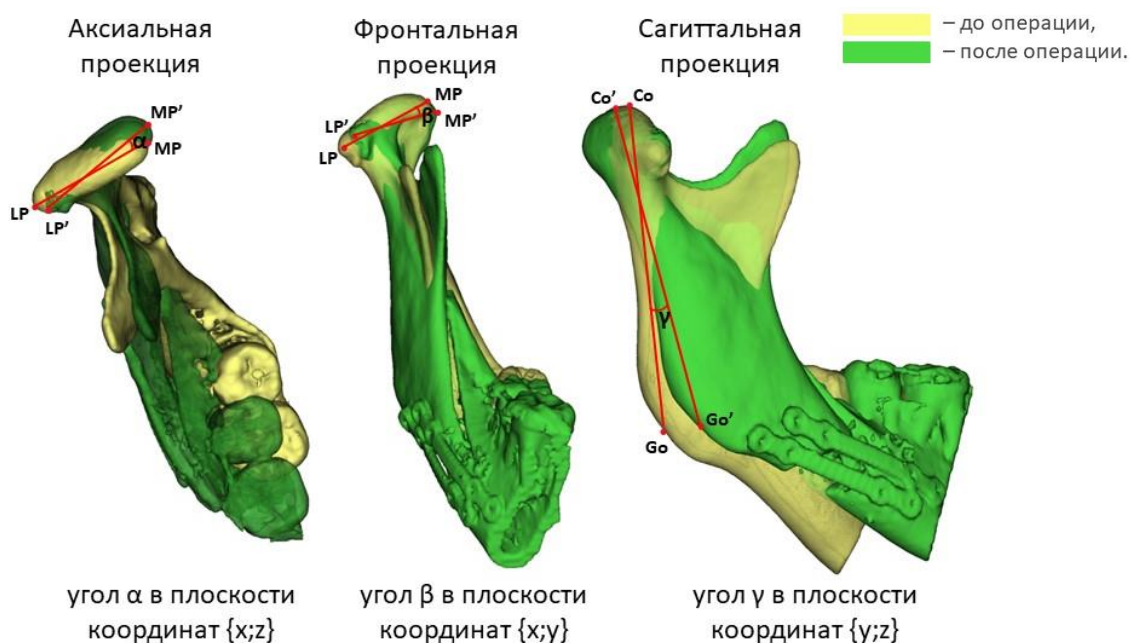 Аксиальная
проекция
Фронтальная
проекция
Сагиттальная
проекция
– до операции,
– после операции.
MP’
α
MP
LP
LP’
MP
LP’
β
MP’
LP
Co’ Co
γ
Go’
Go
угол α в плоскости
координат {x;z}
угол β в плоскости
координат {x;y}
угол γ в плоскости
координат {y;z}